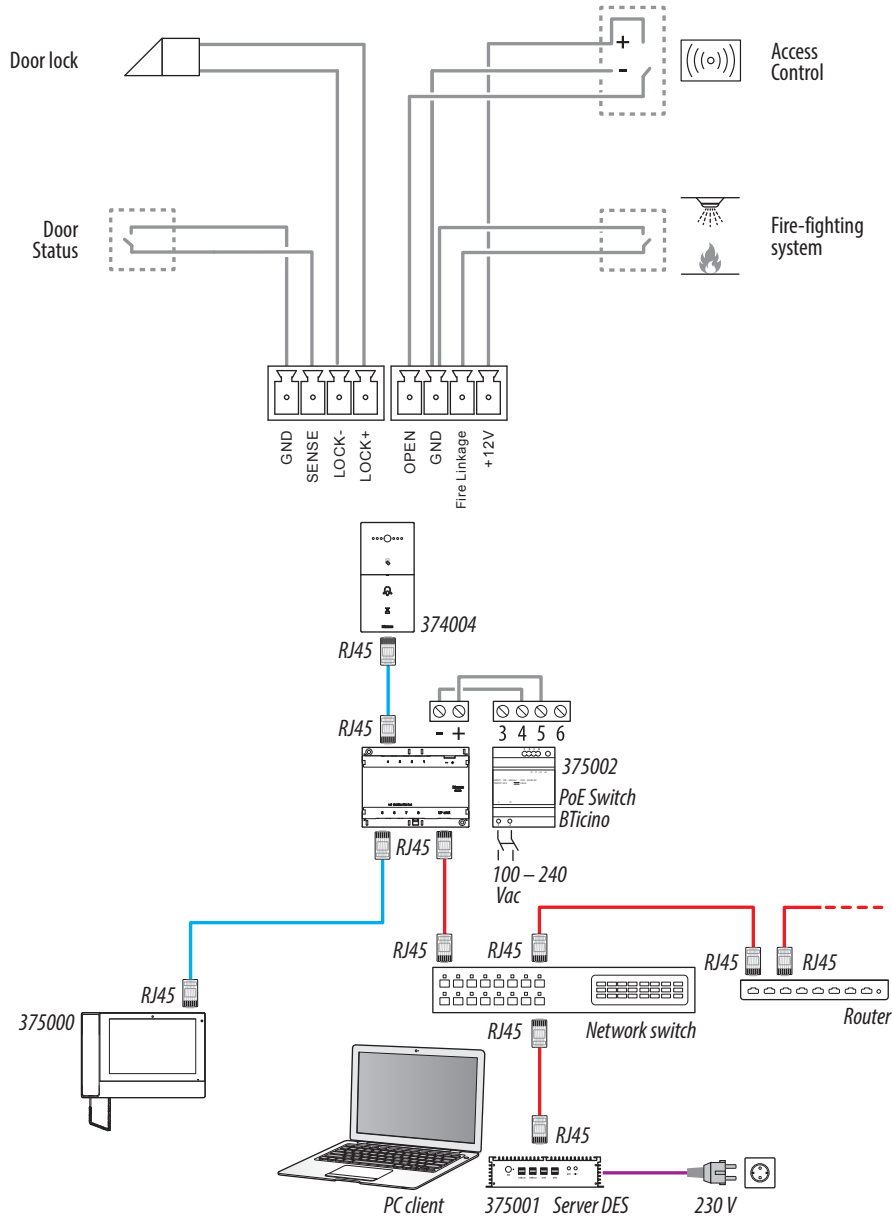 Door lock
+
-
Access
Control
Door
Status
Fire-fighting
system
GND
SENSE
LOCK-
LOCK+
OPEN
GND
Fire Linkage
+12V
374004
RJ45
RJ45
- +
3 4 5 6
375002
PoE Switch
BTicino
RJ45
100 – 240
Vac
RJ45
RJ45
RJ45
RJ45
RJ45
375000
RJ45
Network switch
Router
RJ45
PC client
375001 Server DES
230 V